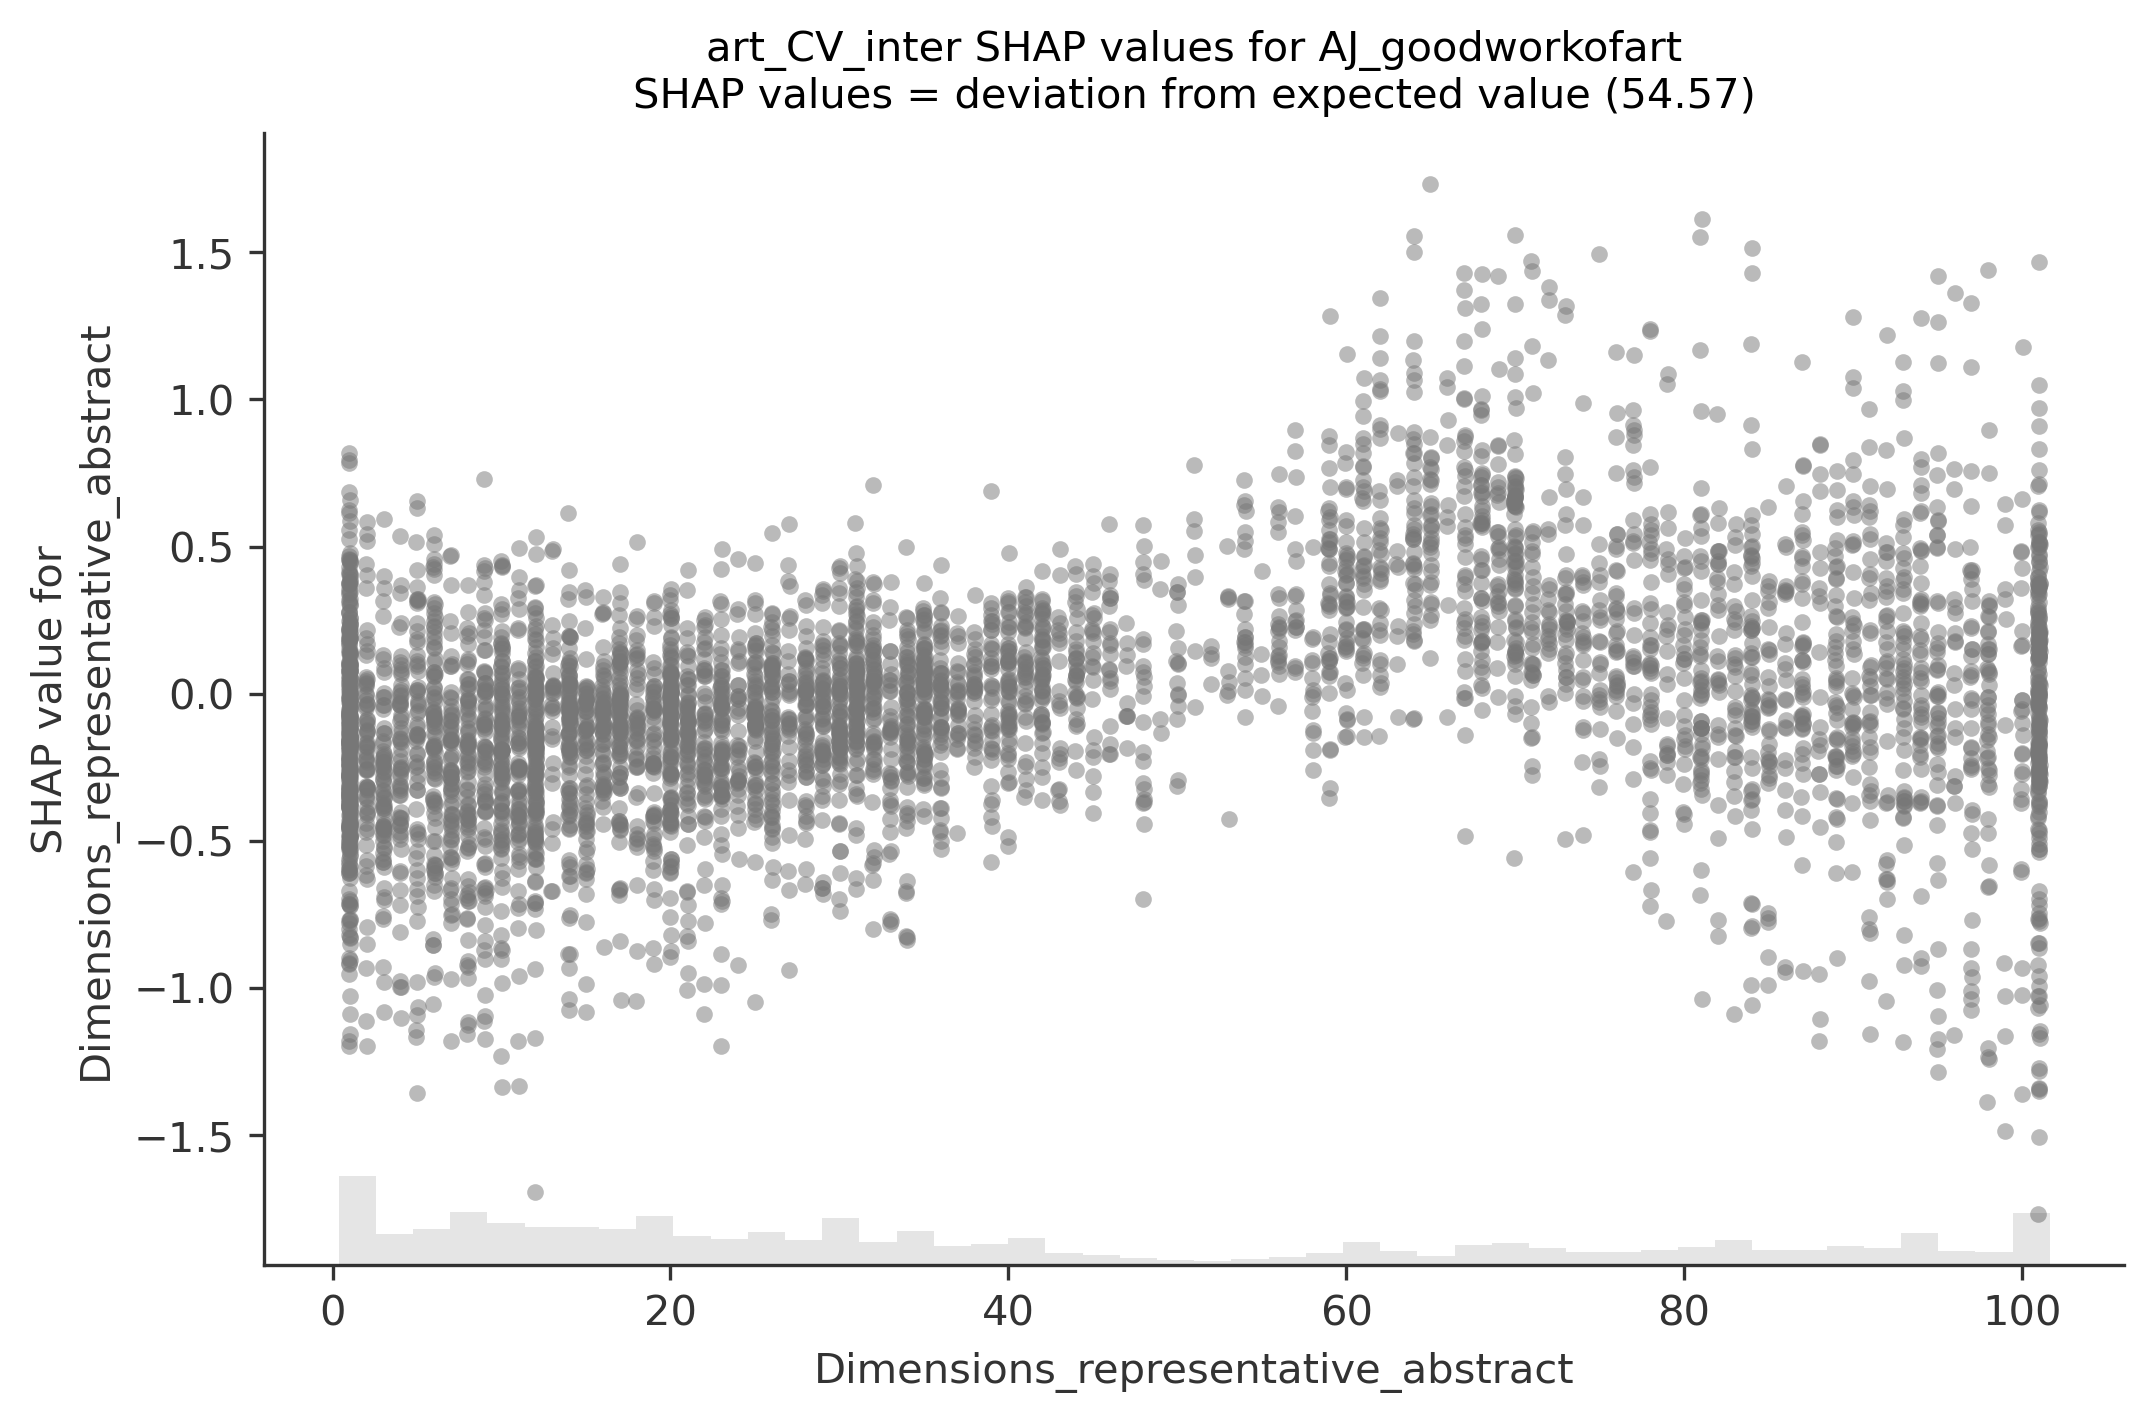 art_CV_inter SHAP values for AJ_goodworkofart
SHAP values = deviation from expected value (54.57)
SHAP value for
Dimensions_representative_abstract
1.5
1.0
0.5
0.0
−0.5
−1.0
−1.5
0 20 40 60 80 100
Dimensions_representative_abstract